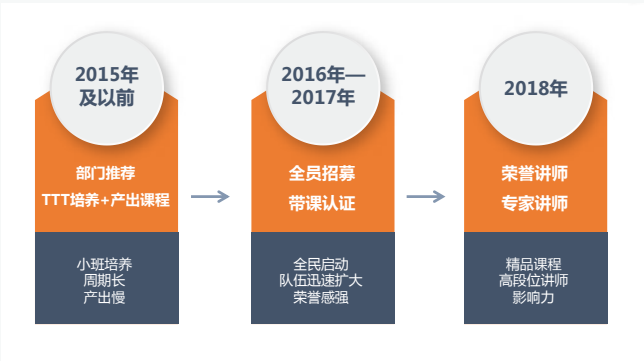 2015年
及以前
部门推荐
TTT培养+产出课程
小班培养
周期长
产出慢
2016年—
2017年
全员招募
带课认证
全民启动
队伍迅速扩大
荣誉感强
2018年
荣誉讲师
专家讲师
精品课程
高段位讲师
影响力